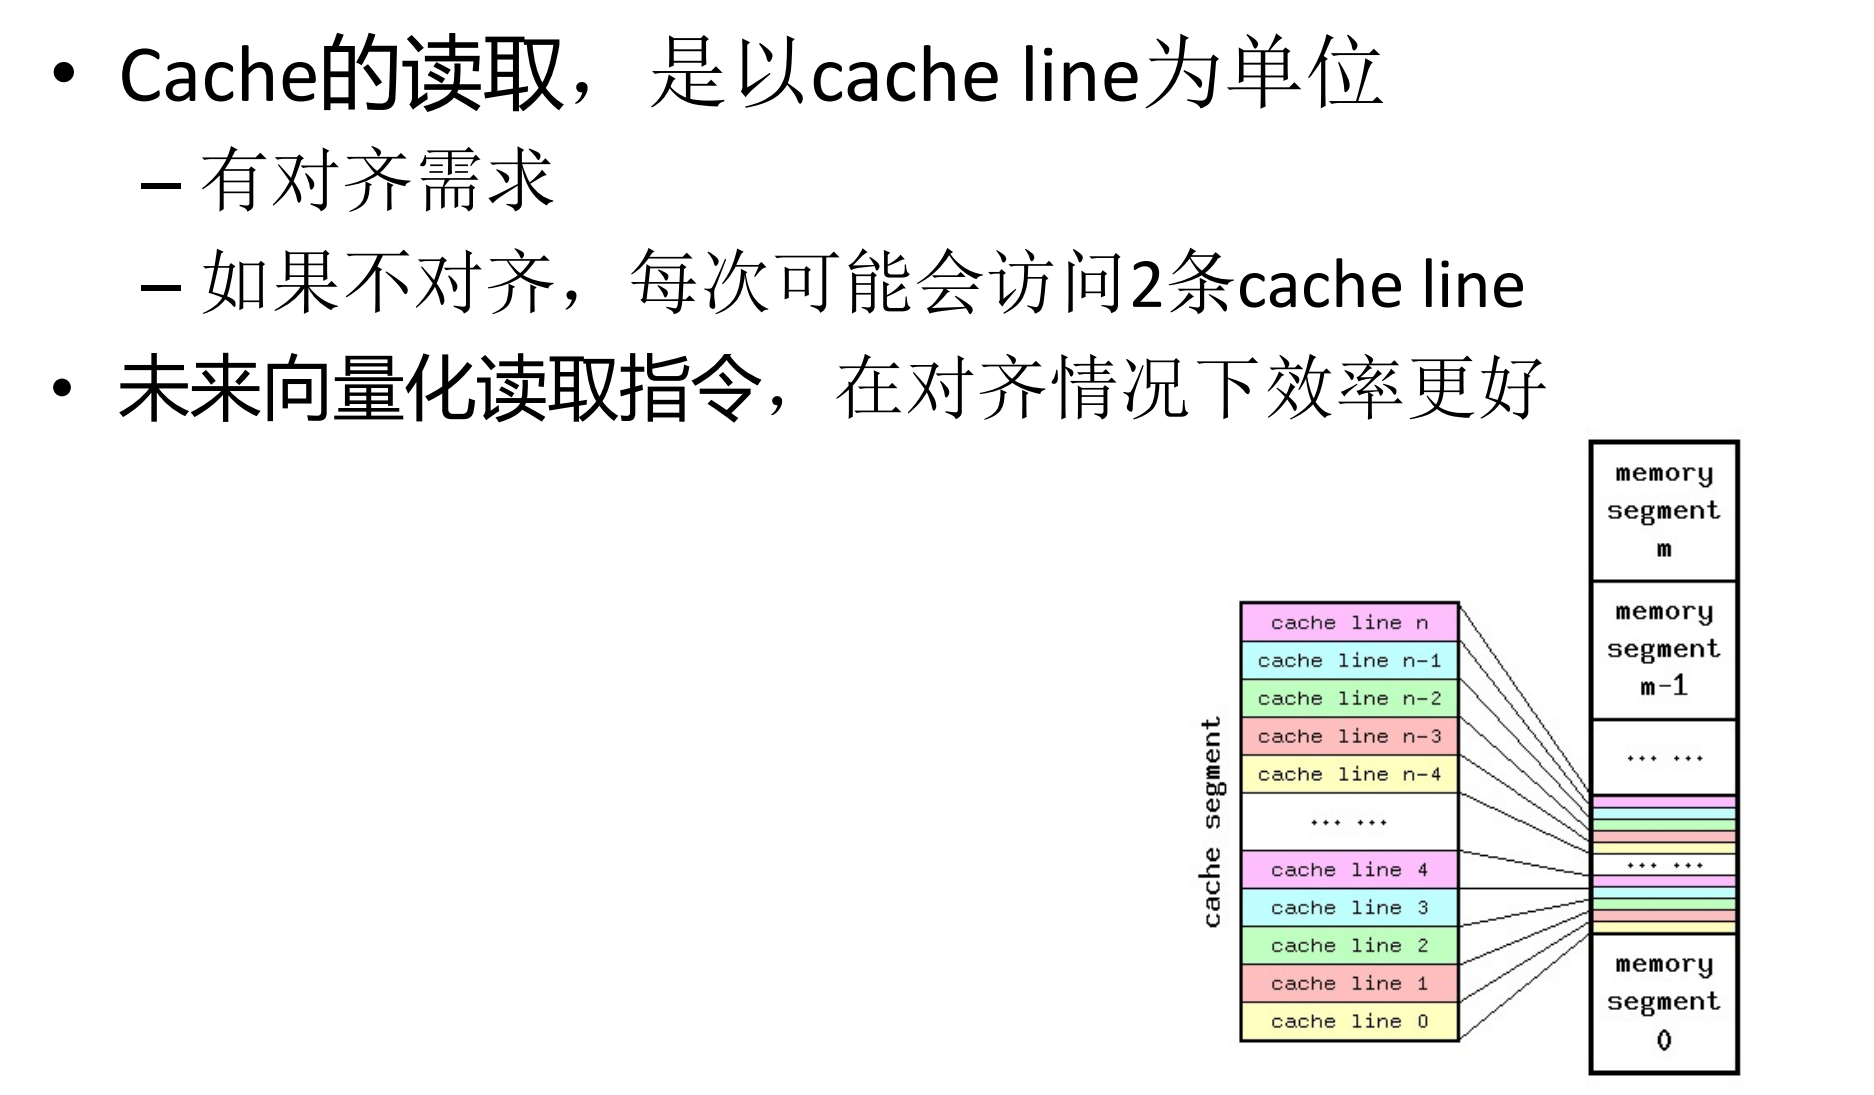 • Cache的读取，是以cache line为单位
– 有对齐需求
– 如果不对齐，每次可能会访问2条cache line
• 未来向量化读取指令，在对齐情况下效率更好
cache segment
cache line n
cache line n-1
cache line n-2
cache line n-3
cache line n-4
... ...
cache line 4
cache line 3
cache line 2
cache line 1
cache line 0
memory
segment
m
memory
segment
m-1
... ...
... ...
memory
segment
0